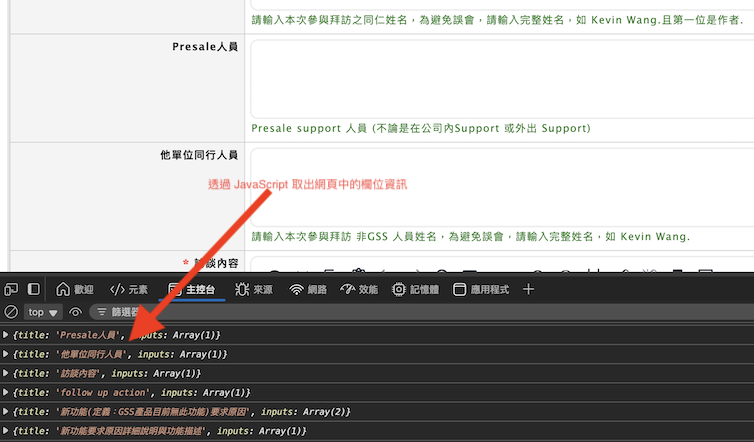 請輸入本次參與拜訪之同仁姓名，為避免誤會，請輸入完整姓名，如 Kevin Wang.且第一位是作者.
Presale人員
Presale support 人員 (不論是在公司內Support 或外出 Support)
他單位同行人員
透過 JavaScript 取出網頁中的欄位資訊
請輸入本次參與拜訪 非GSS 人員姓名，為避免誤會，請輸入完整姓名，如 Kevin Wang.
* 訪談內容
歡迎 元素 主控台 來源 網路 效能 記憶體 應用程式
top 篩選器
{title: 'Presale人員', inputs: Array(1)}
{title: '他單位同行人員', inputs: Array(1)}
{title: '訪談內容', inputs: Array(1)}
{title: 'follow up action', inputs: Array(1)}
{title: '新功能(定義：GSS產品目前無此功能)要求原因', inputs: Array(2)}
{title: '新功能要求原因詳細說明與功能描述', inputs: Array(1)}